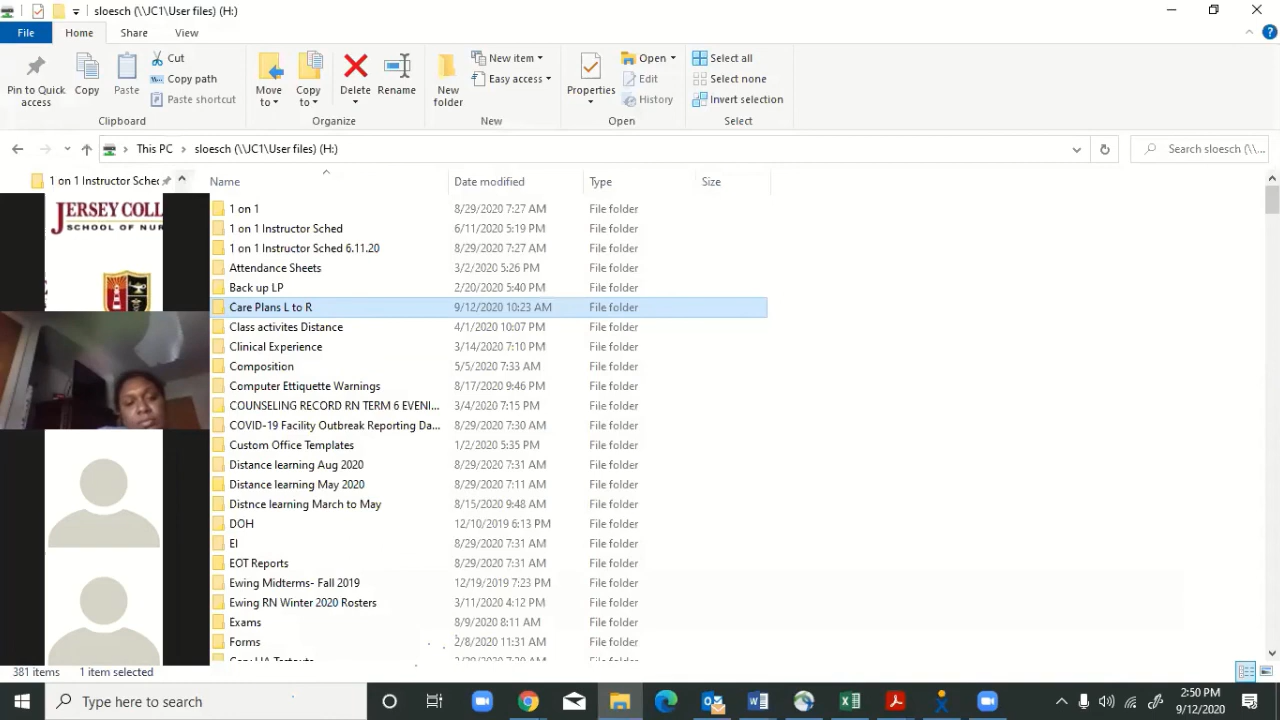 sloesch (\\UC1\User files) (H:)
File Home Share View
Pin to Quick access
Copy
Paste
Cut
Copy path
Paste shortcut
Clipboard
Move to
Copy to
Delete
Rename
Organize
New folder
New item
Easy access
New
Properties
Open
Edit
History
Open
Select all
Select none
Invert selection
Select
This PC > sloesch (\\UC1\User files) (H:)
Search sloesch (\\...
1 on 1 Instructor Sched
Name Date modified Type Size
JERSEY COLL
SCHOOL OF NUR
1 on 1 8/29/2020 7:27 AM File folder
1 on 1 Instructor Sched 6/11/2020 5:19 PM File folder
1 on 1 Instructor Sched 6.11.20 8/29/2020 7:27 AM File folder
Attendance Sheets 3/2/2020 5:26 PM File folder
Back up LP 2/20/2020 5:40 PM File folder
Care Plans L to R 9/12/2020 10:23 AM File folder
Class activites Distance 4/1/2020 10:07 PM File folder
Clinical Experience 3/14/2020 7:10 PM File folder
Composition 5/5/2020 7:33 AM File folder
Computer Ettiquette Warnings 8/17/2020 9:46 PM File folder
COUNSELING RECORD RN TERM 6 EVENI... 3/4/2020 7:15 PM File folder
COVID-19 Facility Outbreak Reporting Da... 8/29/2020 7:30 AM File folder
Custom Office Templates 1/2/2020 5:35 PM File folder
Distance learning Aug 2020 8/29/2020 7:31 AM File folder
Distance learning May 2020 8/29/2020 7:11 AM File folder
Distnce learning March to May 8/15/2020 9:48 AM File folder
DOH 12/10/2019 6:13 PM File folder
EI 8/29/2020 7:31 AM File folder
EOT Reports 8/29/2020 7:31 AM File folder
Ewing Midterms- Fall 2019 12/19/2019 7:23 PM File folder
Ewing RN Winter 2020 Rosters 3/11/2020 4:12 PM File folder
Exams 8/9/2020 8:11 AM File folder
Forms 2/8/2020 11:31 AM File folder
381 items 1 item selected
Type here to search
2:50 PM
9/12/2020